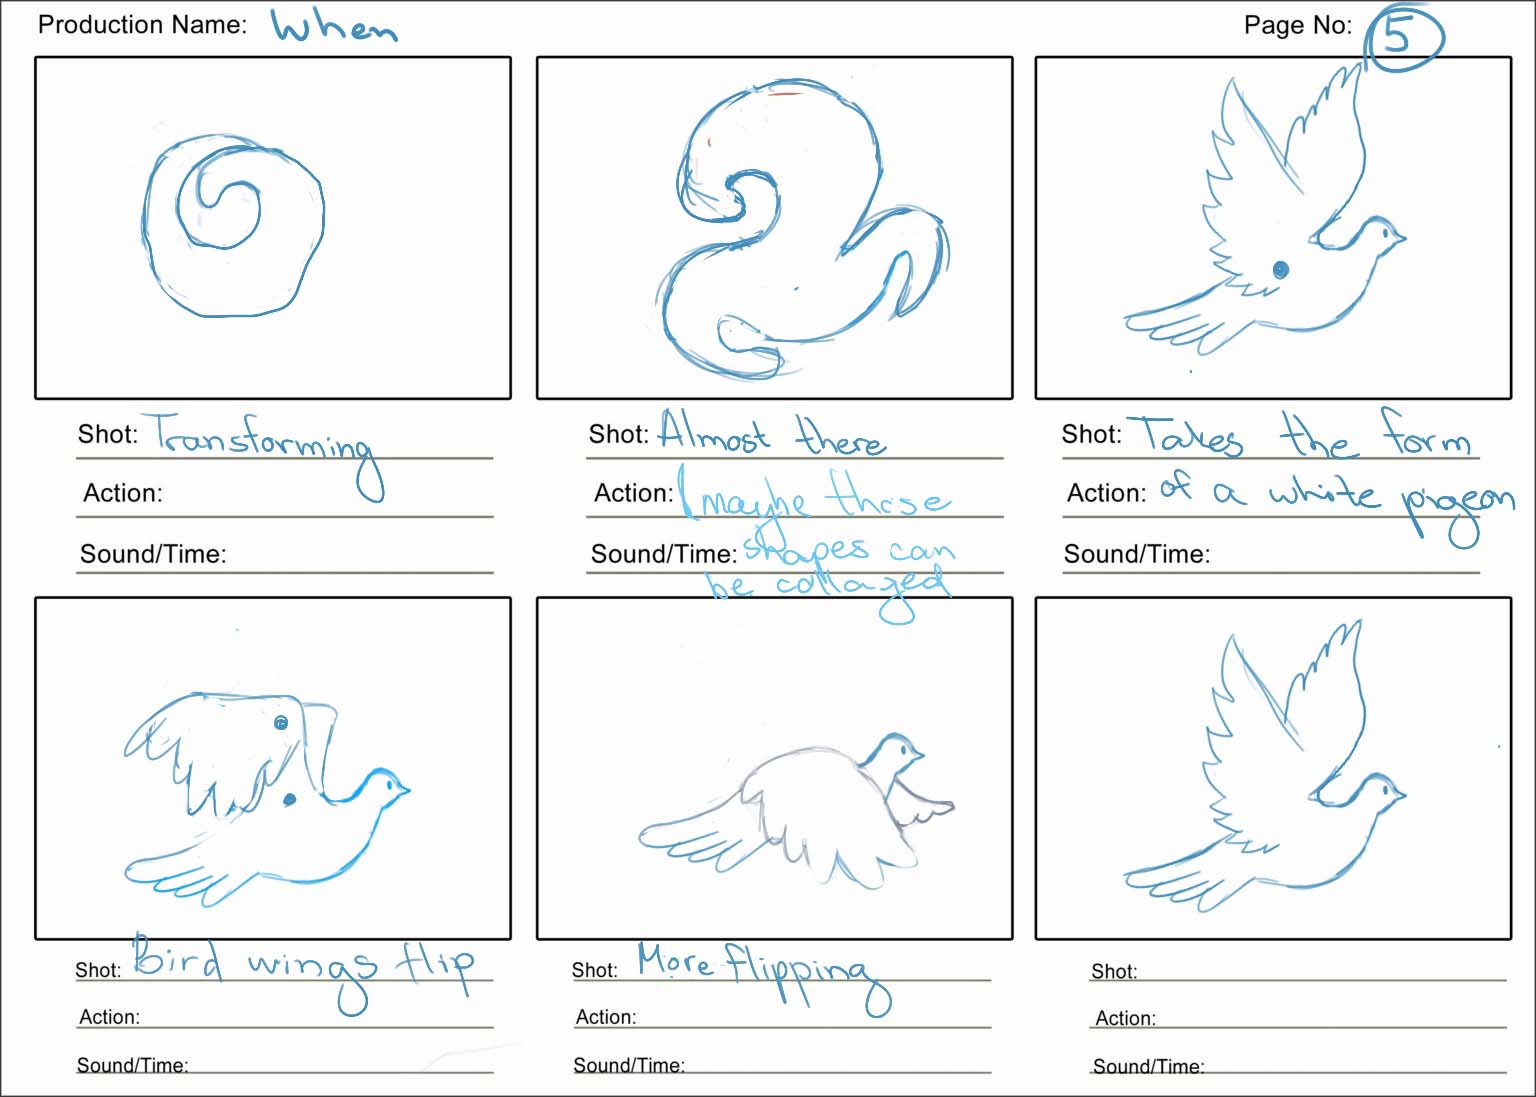 Production Name: When
Page No: 5
Shot: Transforming
Action:
Sound/Time:
Shot: Almost there
Action: maybe those
Sound/Time: shapes can
be collazed
Shot: Takes the form
Action: of a white pigeon
Sound/Time:
Shot: Bird wings flip
Action:
Sound/Time:
Shot: More flipping
Action:
Sound/Time:
Shot:
Action:
Sound/Time: